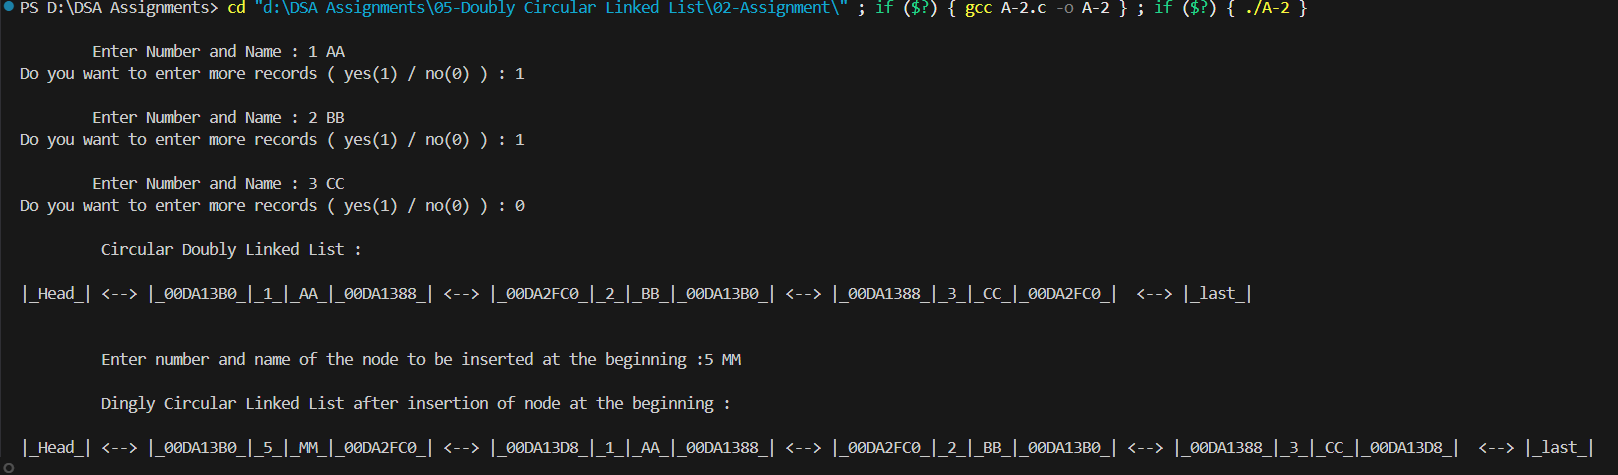 PS D:\DSA Assignments> cd "d:\DSA Assignments\05-Doubly Circular Linked List\02-Assignment\" ; if ($?) { gcc A-2.c -o A-2 } ; if ($?) { ./A-2 }
Enter Number and Name : 1 AA
Do you want to enter more records ( yes(1) / no(0) ) : 1
Enter Number and Name : 2 BB
Do you want to enter more records ( yes(1) / no(0) ) : 1
Enter Number and Name : 3 CC
Do you want to enter more records ( yes(1) / no(0) ) : 0
Circular Doubly Linked List :
|_Head_| <--> |_00DA13B0_|_1_|_AA_|_00DA1388_| <--> |_00DA2FC0_|_2_|_BB_|_00DA13B0_| <--> |_00DA1388_|_3_|_CC_|_00DA2FC0_|  <--> |_last_|
Enter number and name of the node to be inserted at the beginning :5 MM
Dingly Circular Linked List after insertion of node at the beginning :
|_Head_| <--> |_00DA13B0_|_5_|_MM_|_00DA2FC0_| <--> |_00DA13D8_|_1_|_AA_|_00DA1388_| <--> |_00DA2FC0_|_2_|_BB_|_00DA13B0_| <--> |_00DA1388_|_3_|_CC_|_00DA13D8_|  <--> |_last_|